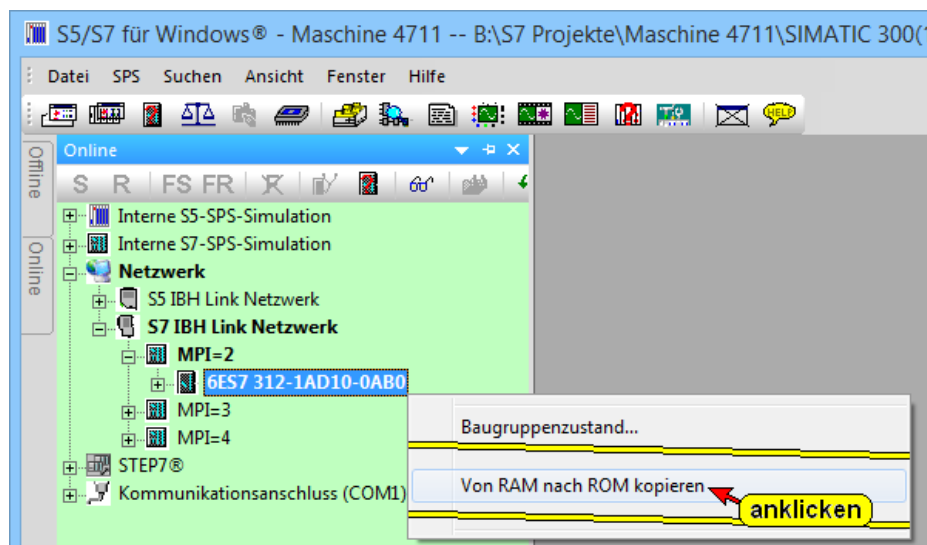 S5/S7 für Windows® - Maschine 4711 -- B:\S7 Projekte\Maschine 4711\SIMATIC 300(
Datei SPS Suchen Ansicht Fenster Hilfe
HELP
Offline
Online
Online
S R FS FR
Interne S5-SPS-Simulation
Interne S7-SPS-Simulation
Netzwerk
S5 IBH Link Netzwerk
S7 IBH Link Netzwerk
MPI=2
6ES7 312-1AD10-0AB0
MPI=3
MPI=4
STEP7®
Kommunikationsanschluss (COM1)
Baugruppenzustand...
Von RAM nach ROM kopieren
anklicken